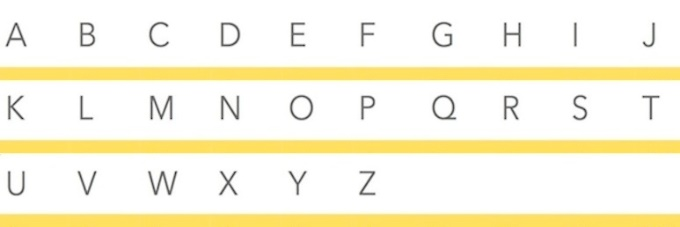 A B C D E F G H I J
K L M N O P Q R S T
U V W X Y Z